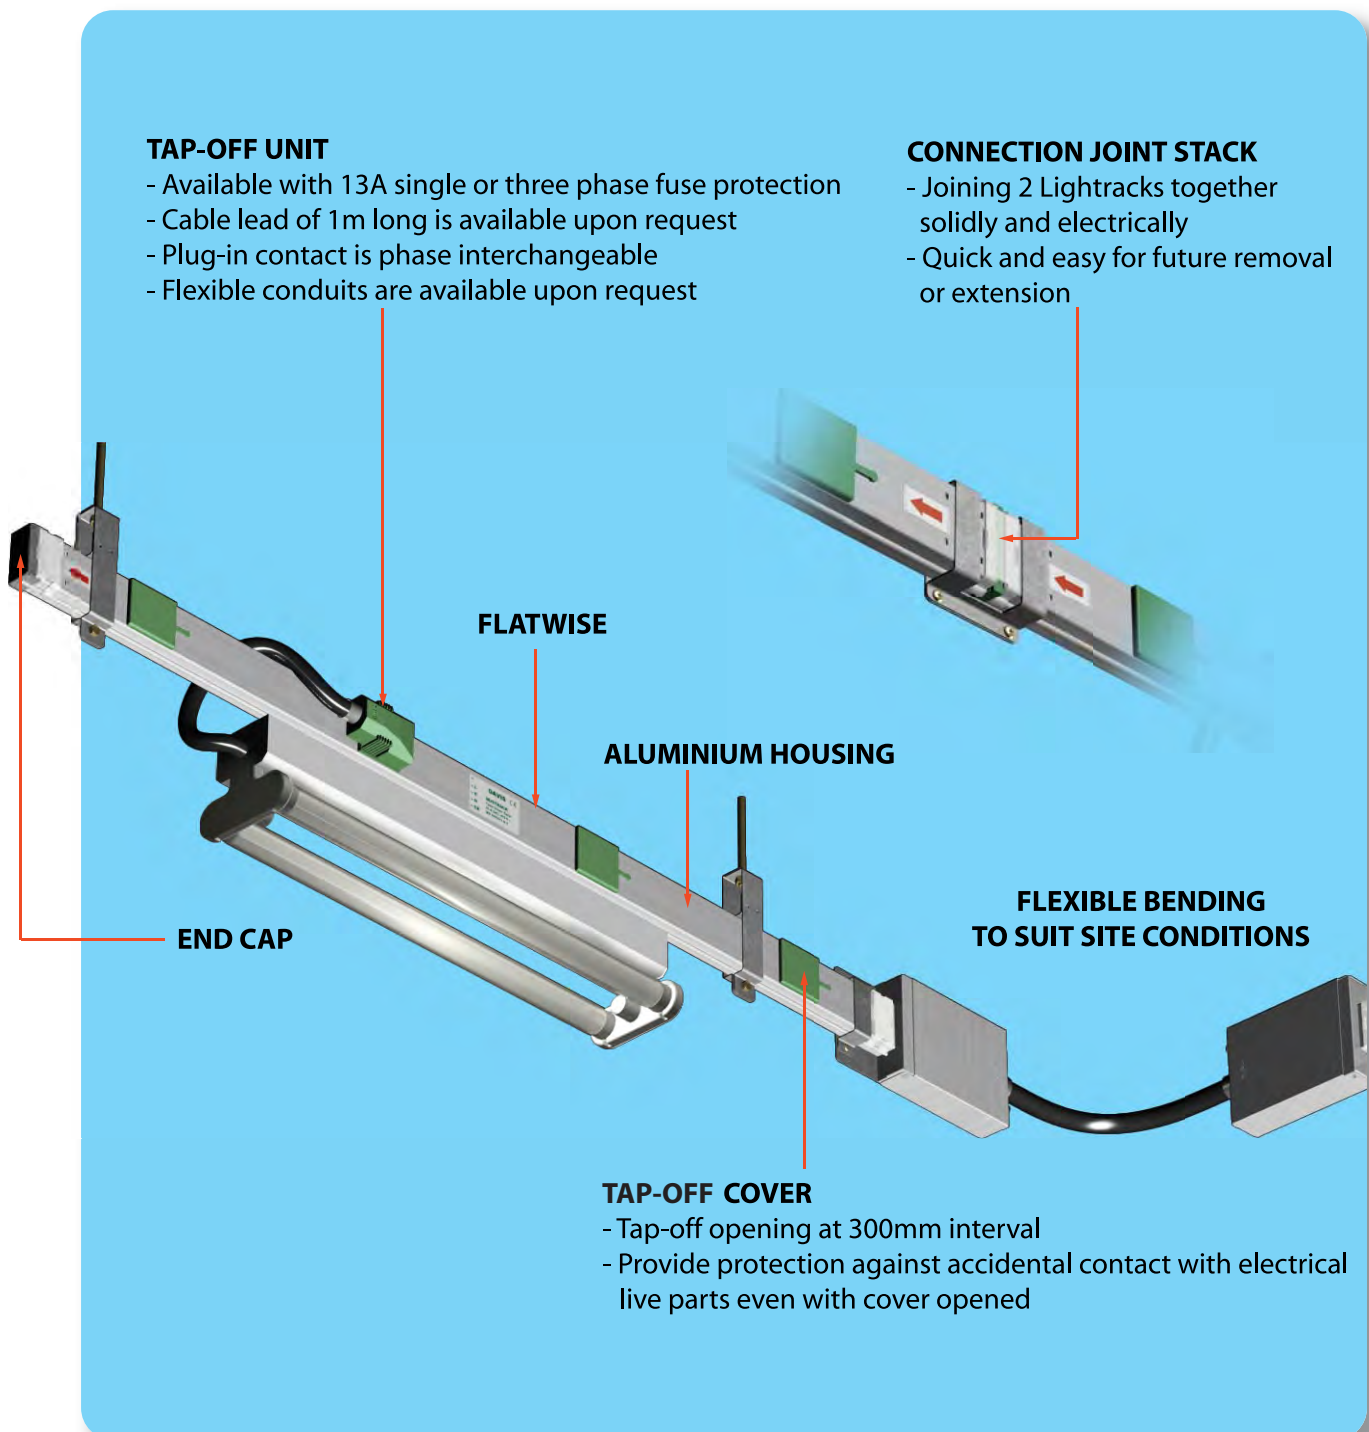 TAP-OFF UNIT
- Available with 13A single or three phase fuse protection
- Cable lead of 1m long is available upon request
- Plug-in contact is phase interchangeable
- Flexible conduits are available upon request
CONNECTION JOINT STACK
- Joining 2 Lightracks together
solidly and electrically
- Quick and easy for future removal
or extension
FLATWISE
ALUMINIUM HOUSING
END CAP
FLEXIBLE BENDING
TO SUIT SITE CONDITIONS
TAP-OFF COVER
- Tap-off opening at 300mm interval
- Provide protection against accidental contact with electrical
live parts even with cover opened